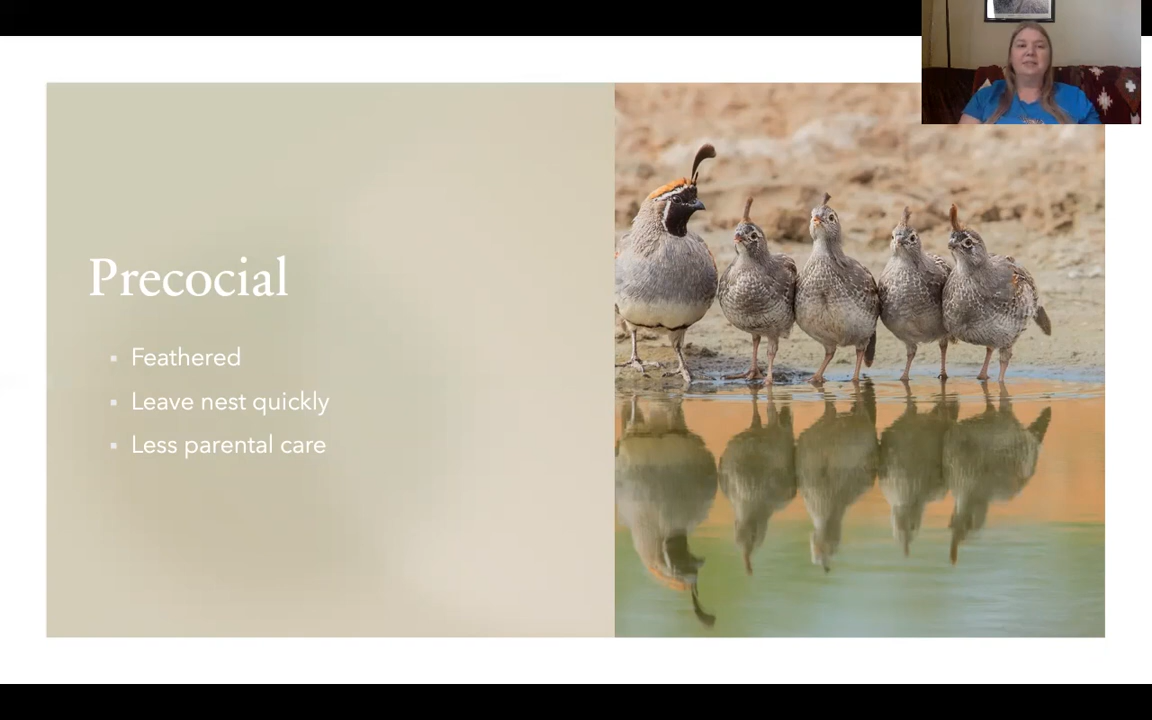 Precocial
▪ Feathered
▪ Leave nest quickly
▪ Less parental care